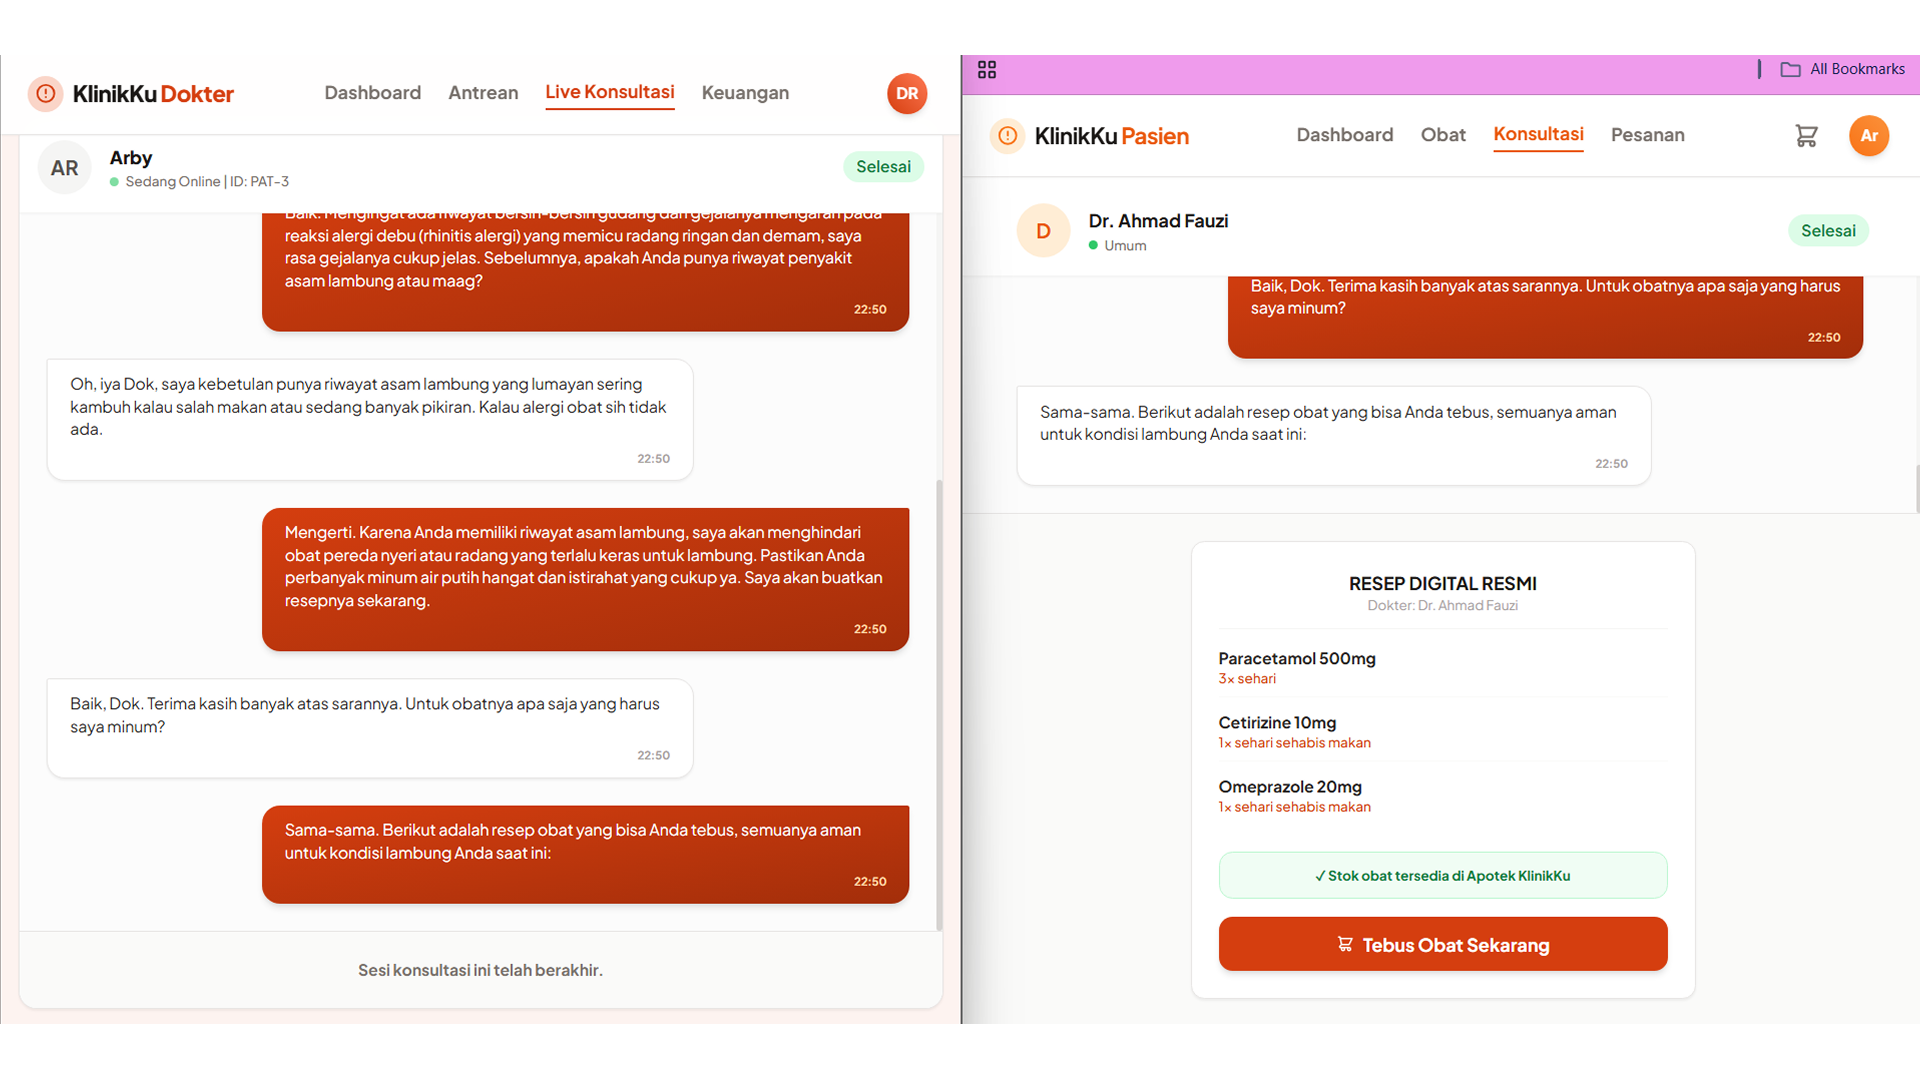 KlinikKu Dokter
Dashboard
Antrean
Live Konsultasi
Keuangan
DR
AR
Arby
Sedang Online | ID: PAT-3
Selesai
Baik. Mengingat ada riwayat bersih-bersih gudang dan gejalanya mengarah pada
reaksi alergi debu (rhinitis alergi) yang memicu radang ringan dan demam, saya
rasa gejalanya cukup jelas. Sebelumnya, apakah Anda punya riwayat penyakit
asam lambung atau maag?
22:50
Oh, iya Dok, saya kebetulan punya riwayat asam lambung yang lumayan sering
kambuh kalau salah makan atau sedang banyak pikiran. Kalau alergi obat sih tidak
ada.
22:50
Mengerti. Karena Anda memiliki riwayat asam lambung, saya akan menghindari
obat pereda nyeri atau radang yang terlalu keras untuk lambung. Pastikan Anda
perbanyak minum air putih hangat dan istirahat yang cukup ya. Saya akan buatkan
resepnya sekarang.
22:50
Baik, Dok. Terima kasih banyak atas sarannya. Untuk obatnya apa saja yang harus
saya minum?
22:50
Sama-sama. Berikut adalah resep obat yang bisa Anda tebus, semuanya aman
untuk kondisi lambung Anda saat ini:
22:50
Sesi konsultasi ini telah berakhir.
All Bookmarks
KlinikKu Pasien
Dashboard
Obat
Konsultasi
Pesanan
Ar
D
Dr. Ahmad Fauzi
Umum
Selesai
Baik, Dok. Terima kasih banyak atas sarannya. Untuk obatnya apa saja yang harus
saya minum?
22:50
Sama-sama. Berikut adalah resep obat yang bisa Anda tebus, semuanya aman
untuk kondisi lambung Anda saat ini:
22:50
RESEP DIGITAL RESMI
Dokter: Dr. Ahmad Fauzi
Paracetamol 500mg
3x sehari
Cetirizine 10mg
1x sehari sehabis makan
Omeprazole 20mg
1x sehari sehabis makan
✓ Stok obat tersedia di Apotek KlinikKu
Tebus Obat Sekarang